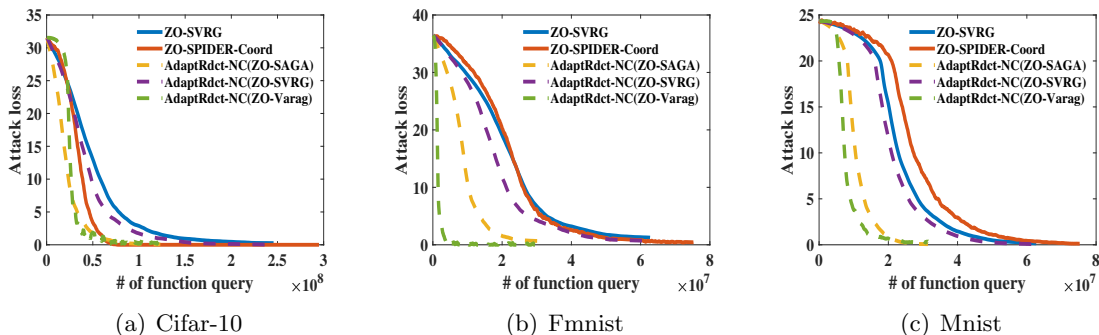 35
30
25
20
15
10
5
0
Attack loss
ZO-SVRG
ZO-SPIDER-Coord
AdaptRdct-NC(ZO-SAGA)
AdaptRdct-NC(ZO-SVRG)
AdaptRdct-NC(ZO-Varag)
0 0.5 1 1.5 2 2.5 3
# of function query ×10^8
(a) Cifar-10
40
30
20
10
0
Attack loss
ZO-SVRG
ZO-SPIDER-Coord
AdaptRdct-NC(ZO-SAGA)
AdaptRdct-NC(ZO-SVRG)
AdaptRdct-NC(ZO-Varag)
0 2 4 6 8
# of function query ×10^7
(b) Fmnist
25
20
15
10
5
0
Attack loss
ZO-SVRG
ZO-SPIDER-Coord
AdaptRdct-NC(ZO-SAGA)
AdaptRdct-NC(ZO-SVRG)
AdaptRdct-NC(ZO-Varag)
0 2 4 6 8
# of function query ×10^7
(c) Mnist